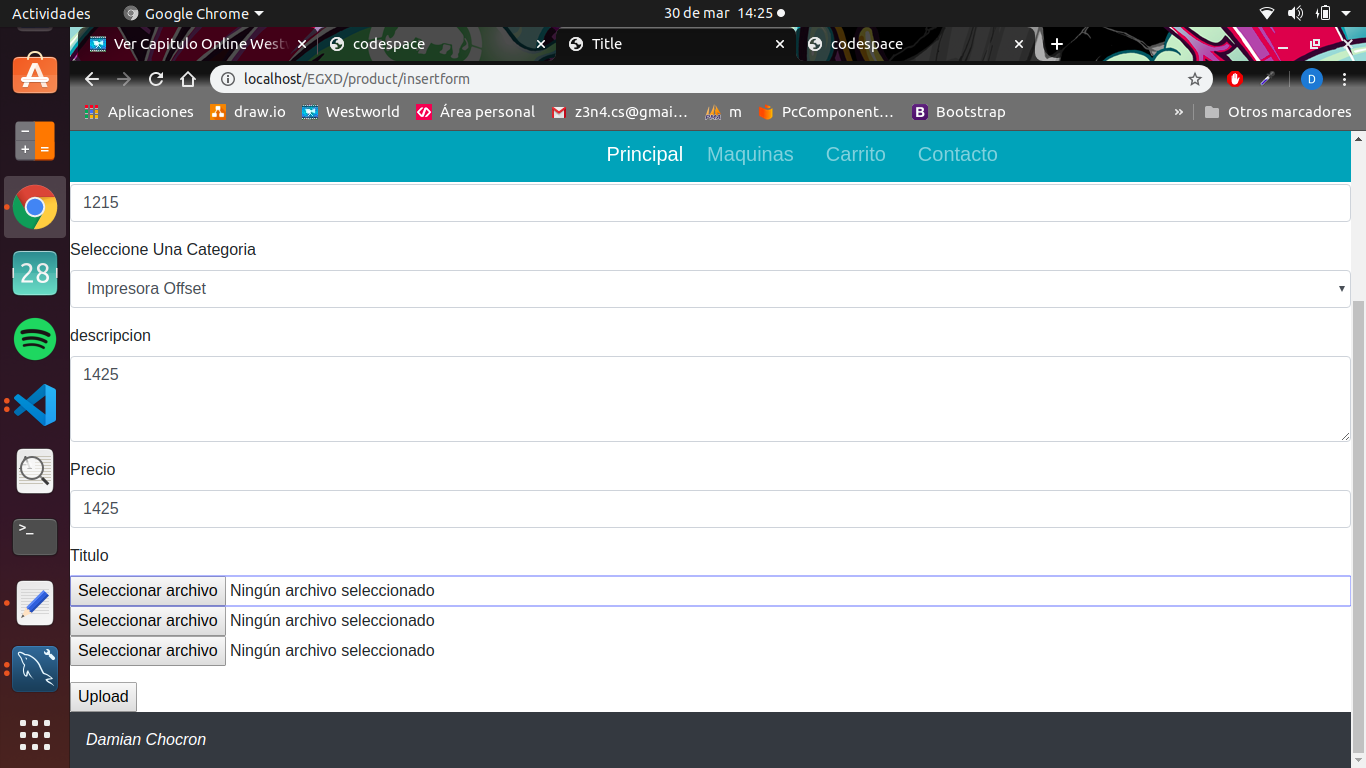 Actividades
Google Chrome
30 de mar 14:25
Ver Capitulo Online Westv
codespace
Title
codespace
localhost/EGXD/product/insertform
D
Aplicaciones
draw.io
Westworld
Área personal
z3n4.cs@gmai...
m
PcComponent...
Bootstrap
»
Otros marcadores
Principal
Maquinas
Carrito
Contacto
1215
Seleccione Una Categoria
Impresora Offset
descripcion
1425
Precio
1425
Titulo
Seleccionar archivo Ningún archivo seleccionado
Seleccionar archivo Ningún archivo seleccionado
Seleccionar archivo Ningún archivo seleccionado
Upload
Damian Chocron
28